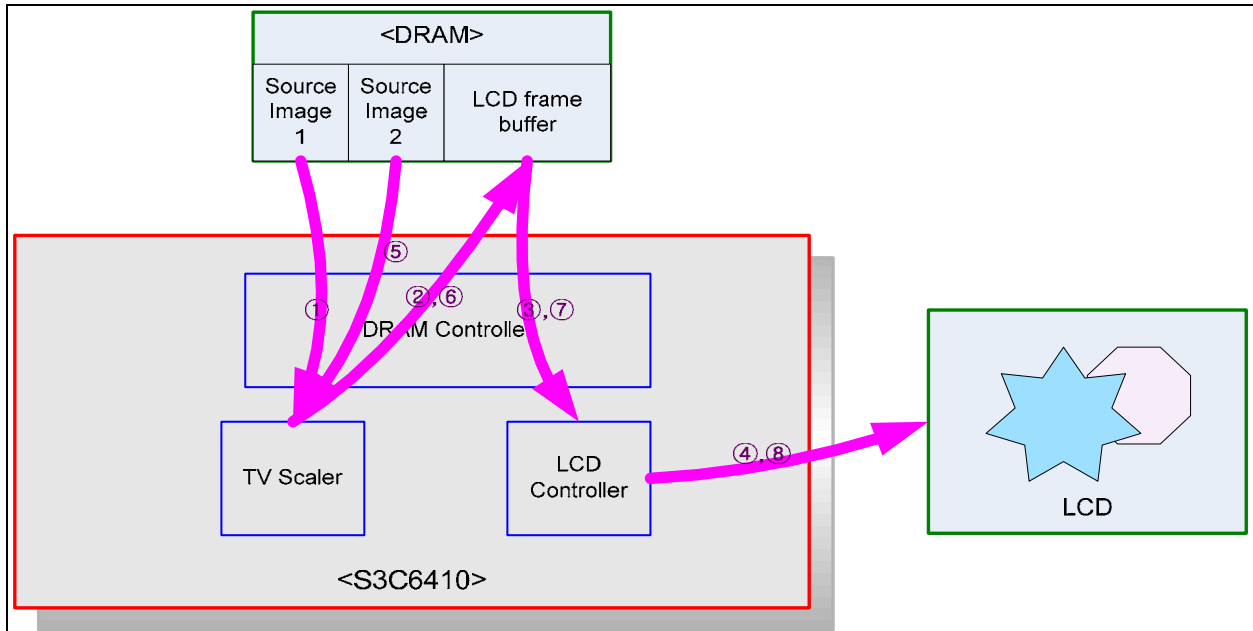 <DRAM>
Source
Image
1
Source
Image
2
LCD frame
buffer
⑤
①
②,⑥
③,⑦
DRAM Controlle
TV Scaler
LCD
Controller
④,⑧
LCD
<S3C6410>